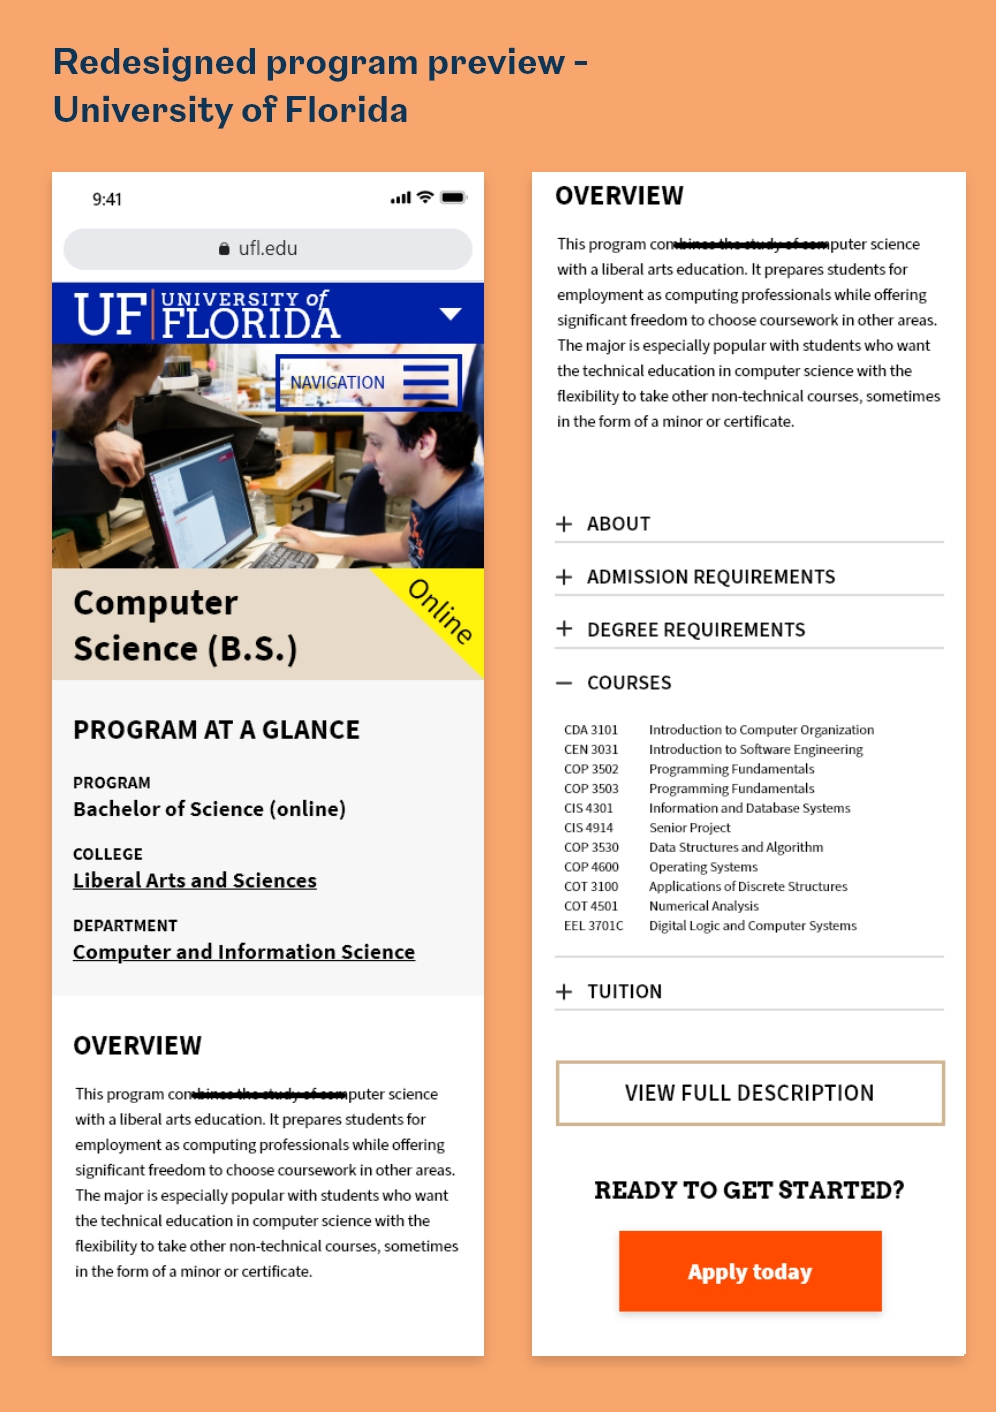 Redesigned program preview -
University of Florida
9:41
ufl.edu
UF UNIVERSITY of
FLORIDA
NAVIGATION
Online
Computer
Science (B.S.)
PROGRAM AT A GLANCE
PROGRAM
Bachelor of Science (online)
COLLEGE
Liberal Arts and Sciences
DEPARTMENT
Computer and Information Science
OVERVIEW
This program computer science
with a liberal arts education. It prepares students for
employment as computing professionals while offering
significant freedom to choose coursework in other areas.
The major is especially popular with students who want
the technical education in computer science with the
flexibility to take other non-technical courses, sometimes
in the form of a minor or certificate.
OVERVIEW
This program computer science
with a liberal arts education. It prepares students for
employment as computing professionals while offering
significant freedom to choose coursework in other areas.
The major is especially popular with students who want
the technical education in computer science with the
flexibility to take other non-technical courses, sometimes
in the form of a minor or certificate.
+ ABOUT
+ ADMISSION REQUIREMENTS
+ DEGREE REQUIREMENTS
− COURSES
CDA 3101 Introduction to Computer Organization
CEN 3031 Introduction to Software Engineering
COP 3502 Programming Fundamentals
COP 3503 Programming Fundamentals
CIS 4301 Information and Database Systems
CIS 4914 Senior Project
COP 3530 Data Structures and Algorithm
COP 4600 Operating Systems
COT 3100 Applications of Discrete Structures
COT 4501 Numerical Analysis
EEL 3701C Digital Logic and Computer Systems
+ TUITION
VIEW FULL DESCRIPTION
READY TO GET STARTED?
Apply today